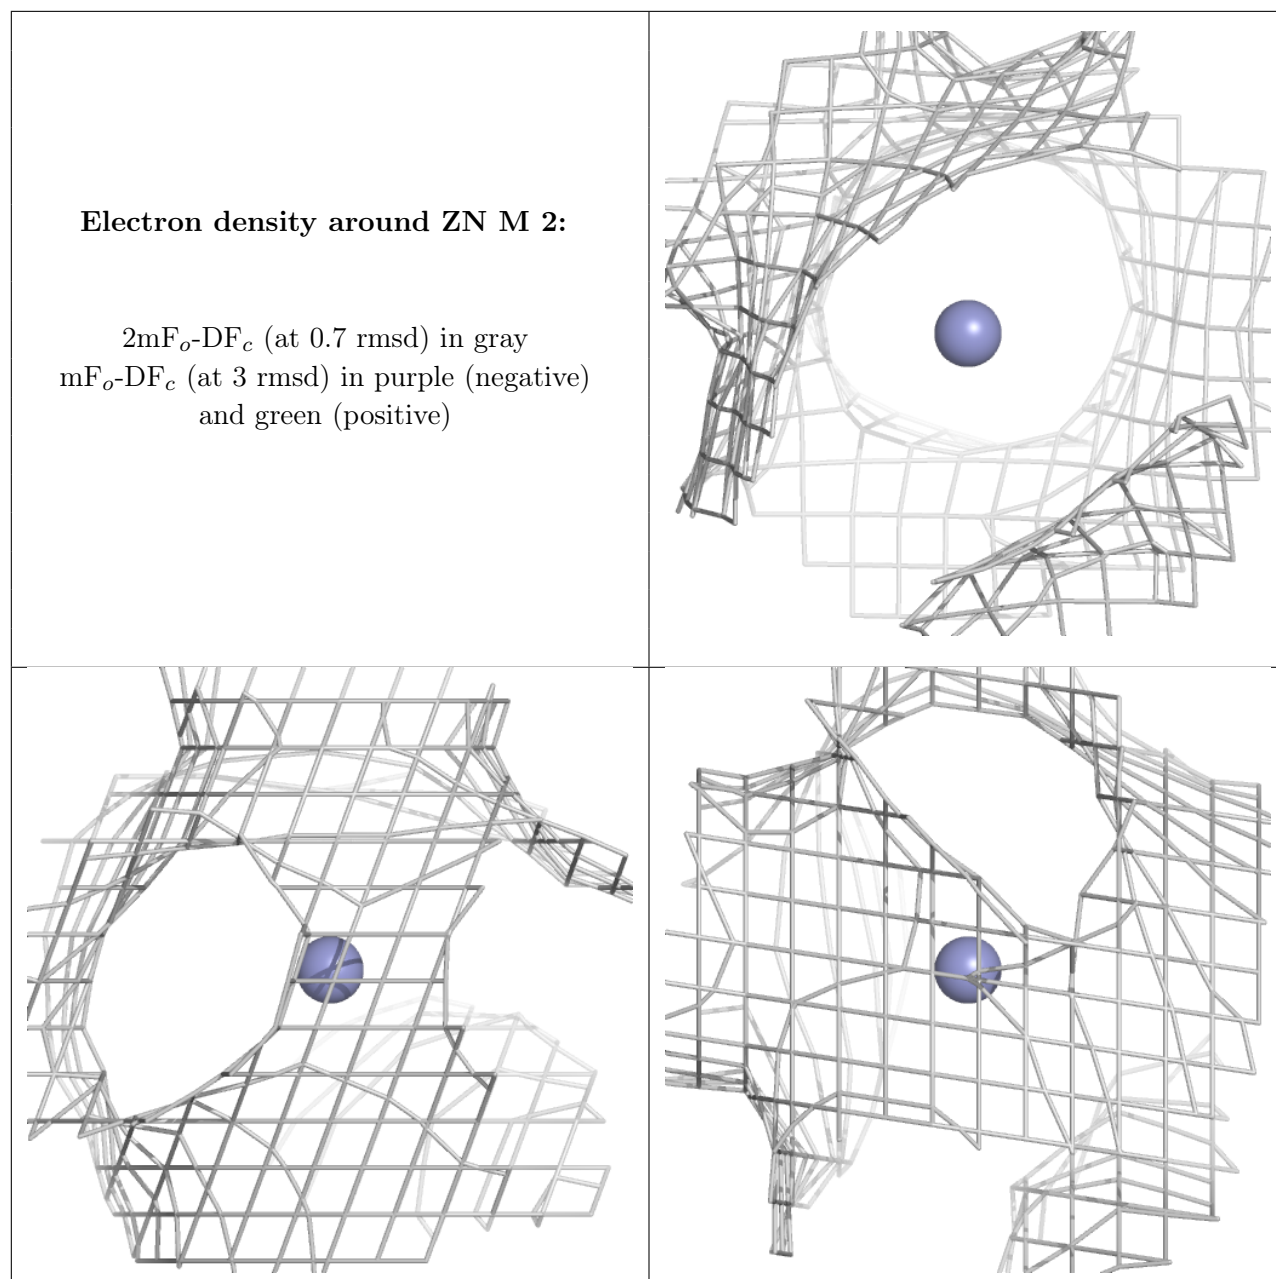 Electron density around ZN M 2:
2mFo-DFc (at 0.7 rmsd) in gray
mFo-DFc (at 3 rmsd) in purple (negative)
and green (positive)